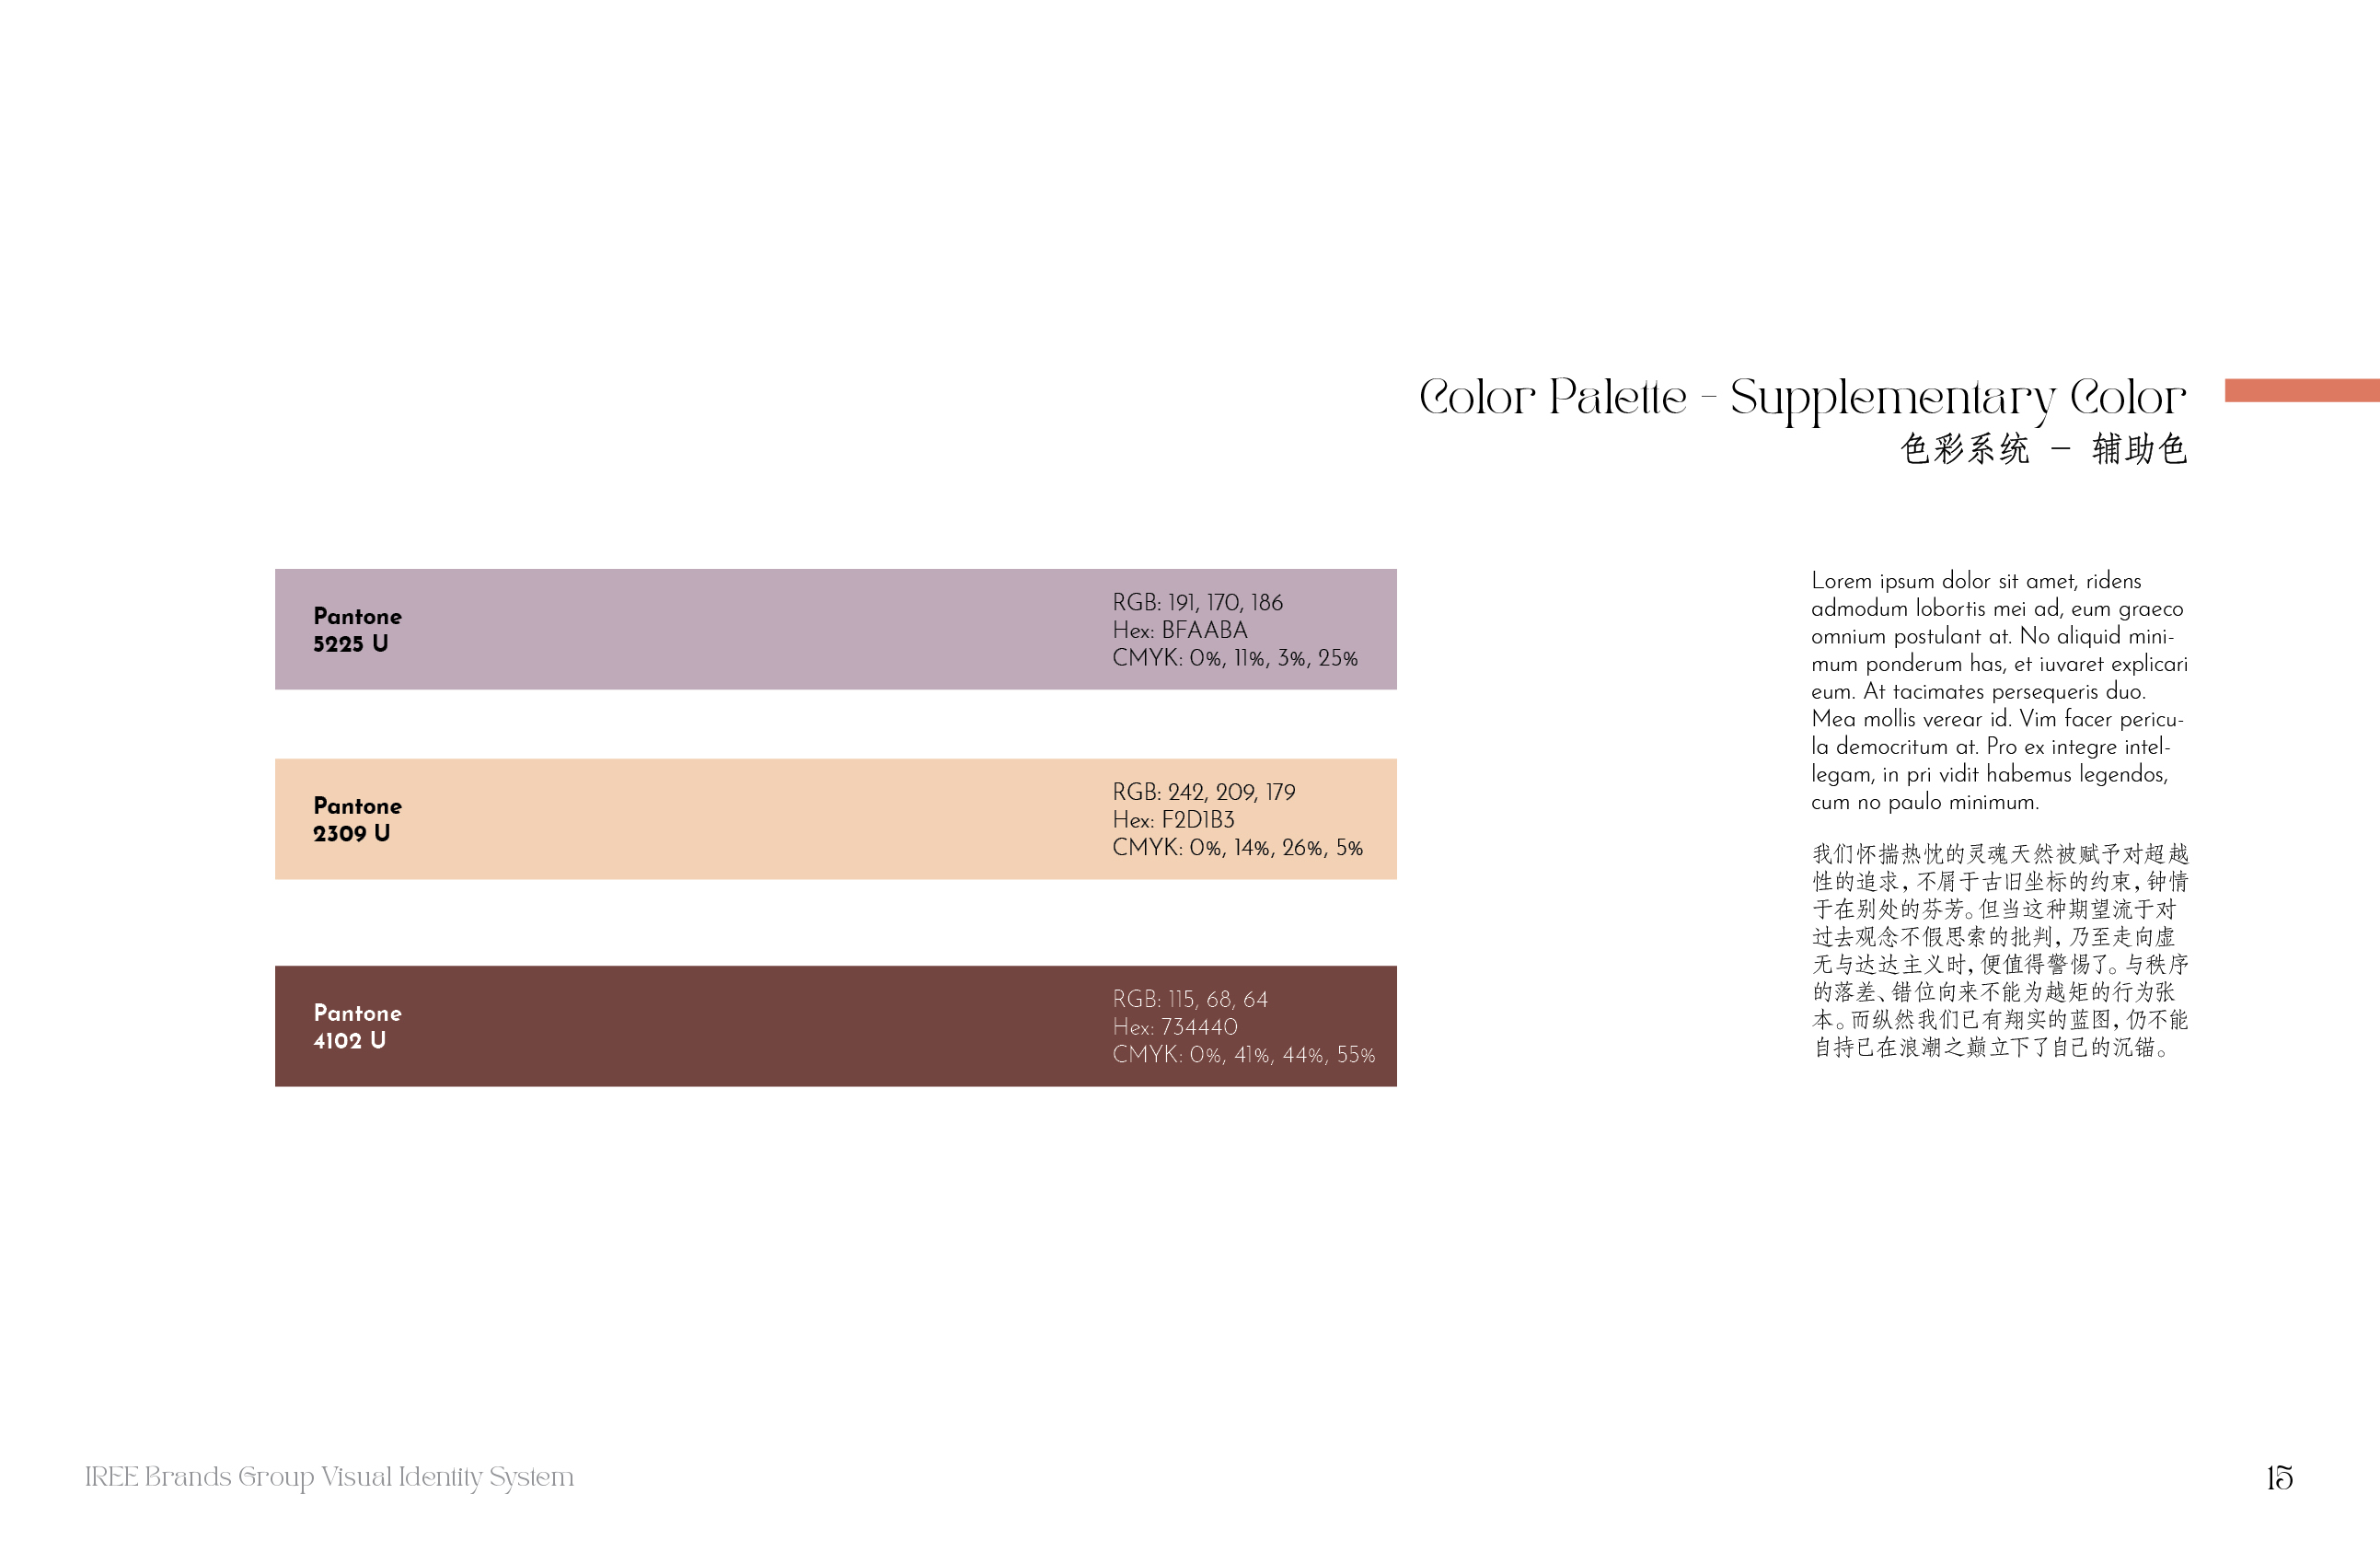 Color Palette - Supplementary Color
色彩系统 - 辅助色
Pantone
5225 U
RGB: 191, 170, 186
Hex: BFAABA
CMYK: 0%, 11%, 3%, 25%
Pantone
2309 U
RGB: 242, 209, 179
Hex: F2D1B3
CMYK: 0%, 14%, 26%, 5%
Pantone
4102 U
RGB: 115, 68, 64
Hex: 734440
CMYK: 0%, 41%, 44%, 55%
Lorem ipsum dolor sit amet, ridens
admodum lobortis mei ad, eum graeco
omnium postulant at. No aliquid mini-
mum ponderum has, et iuvaret explicari
eum. At tacimates persequeris duo.
Mea mollis verear id. Vim facer pericu-
la democritum at. Pro ex integre intel-
legam, in pri vidit habemus legendos,
cum no paulo minimum.
我们怀揣热忱的灵魂天然被赋予对超越
性的追求，不屑于古旧坐标的约束，钟情
于在别处的芬芳。但当这种期望流于对
过去观念不假思索的批判，乃至走向虚
无与达达主义时，便值得警惕了。与秩序
的落差、错位向来不能为越矩的行为张
本。而纵然我们已有翔实的蓝图，仍不能
自持已在浪潮之巅立下了自己的沉锚。
IREE Brands Group Visual Identity System
15